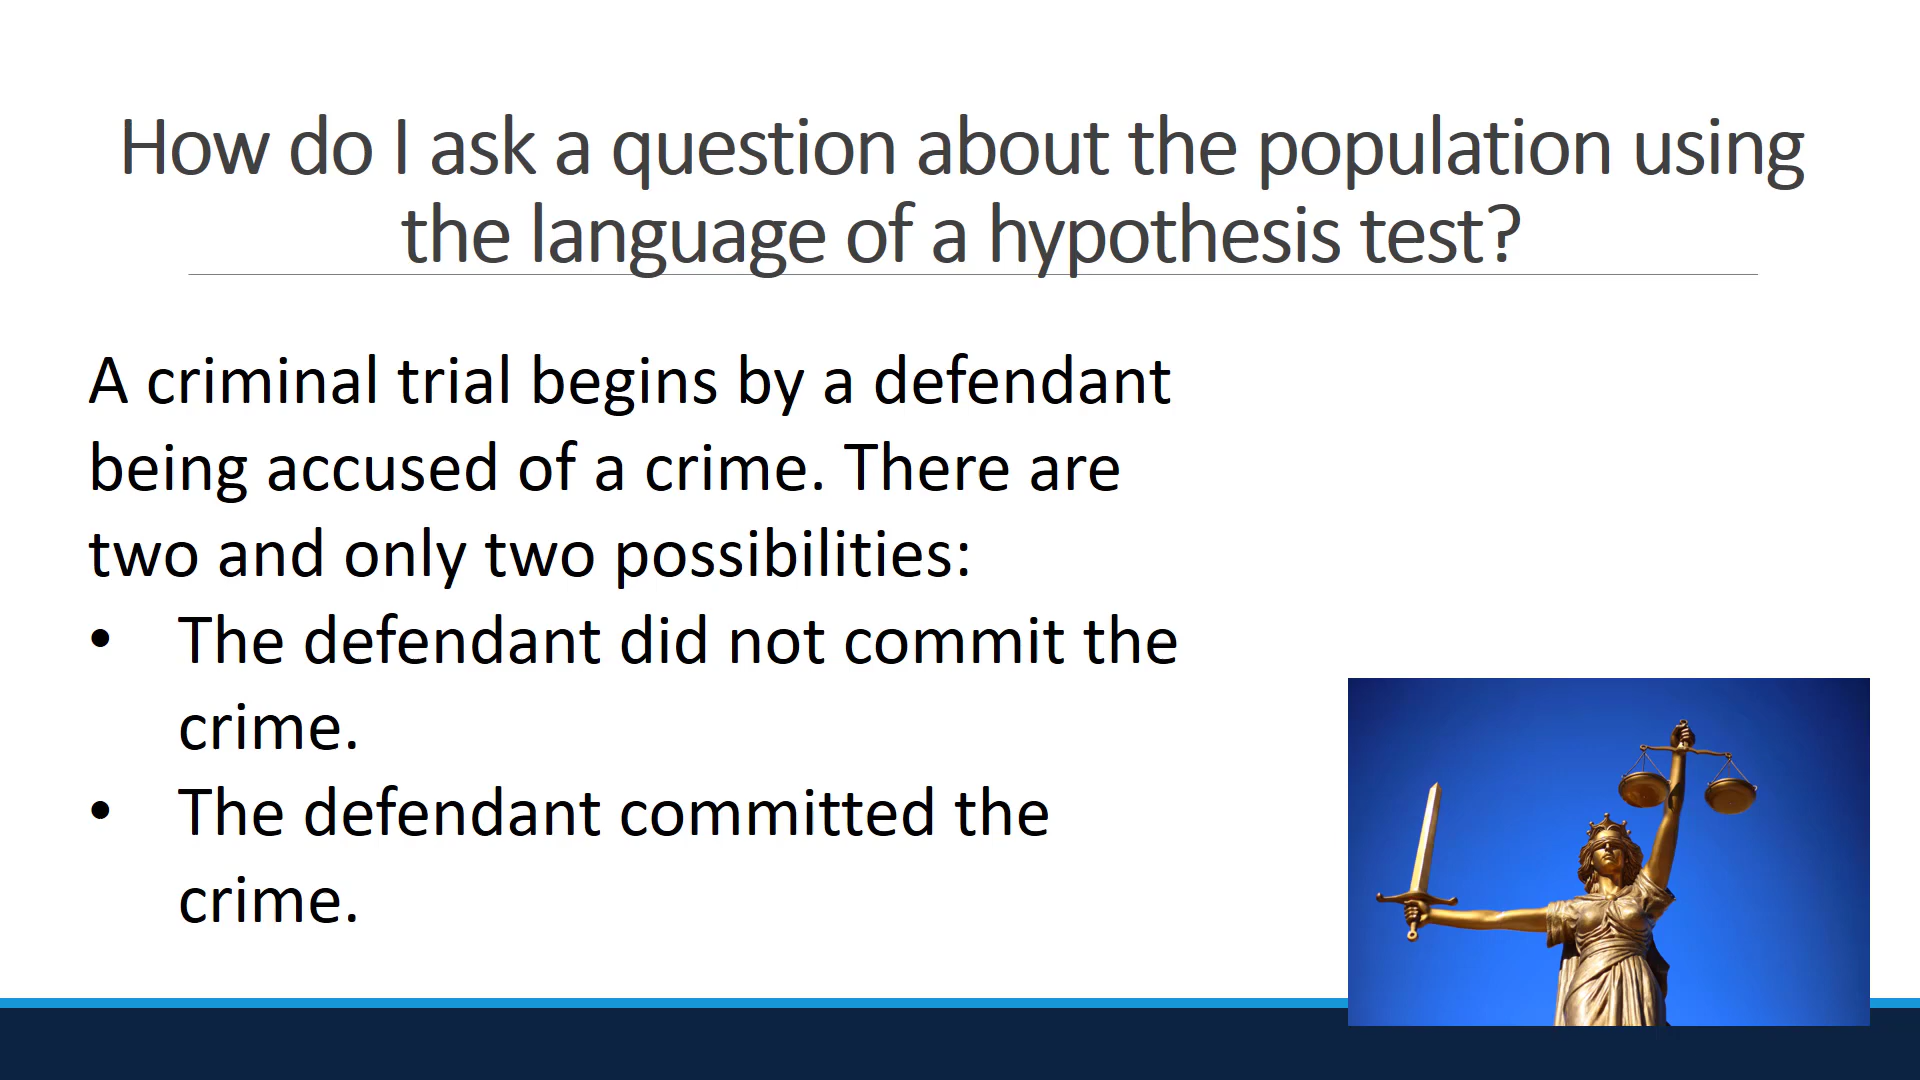 How do I ask a question about the population using
the language of a hypothesis test?
A criminal trial begins by a defendant
being accused of a crime. There are
two and only two possibilities:
• The defendant did not commit the
crime.
• The defendant committed the
crime.